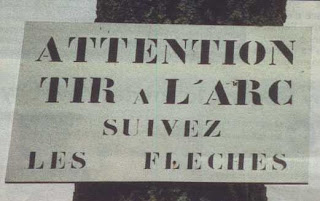 ATTENTION
TIR A L'ARC
SUIVEZ
LES FLECHES